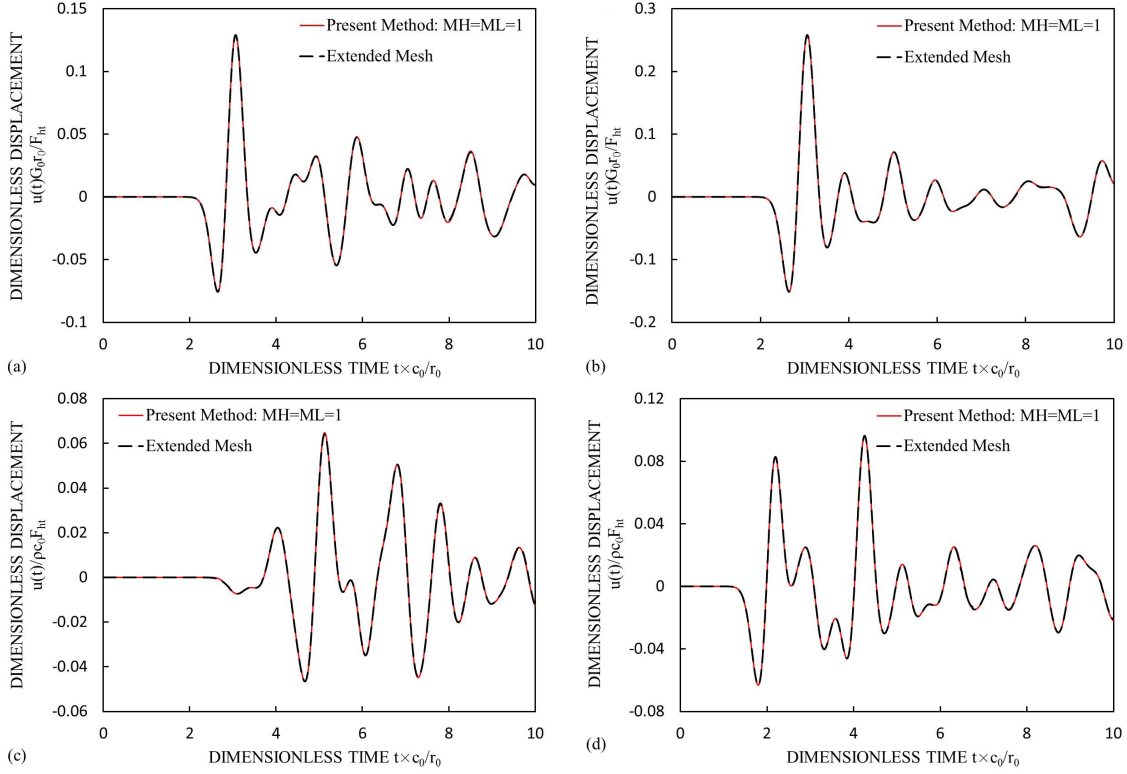 DIMENSIONLESS DISPLACEMENT
u(t)G₀r₀/Fₕₜ
0.15
0.1
0.05
0
-0.05
-0.1
Present Method: MH=ML=1
Extended Mesh
0 2 4 6 8 10
DIMENSIONLESS TIME t×c₀/r₀
(a)
DIMENSIONLESS DISPLACEMENT
u(t)G₀r₀/Fₕₜ
0.3
0.2
0.1
0
-0.1
-0.2
Present Method: MH=ML=1
Extended Mesh
0 2 4 6 8 10
DIMENSIONLESS TIME t×c₀/r₀
(b)
DIMENSIONLESS DISPLACEMENT
u(t)/ρc₀Fₕₜ
0.08
0.06
0.04
0.02
0
-0.02
-0.04
-0.06
Present Method: MH=ML=1
Extended Mesh
0 2 4 6 8 10
DIMENSIONLESS TIME t×c₀/r₀
(c)
DIMENSIONLESS DISPLACEMENT
u(t)/ρc₀Fₕₜ
0.12
0.08
0.04
0
-0.04
-0.08
Present Method: MH=ML=1
Extended Mesh
0 2 4 6 8 10
DIMENSIONLESS TIME t×c₀/r₀
(d)